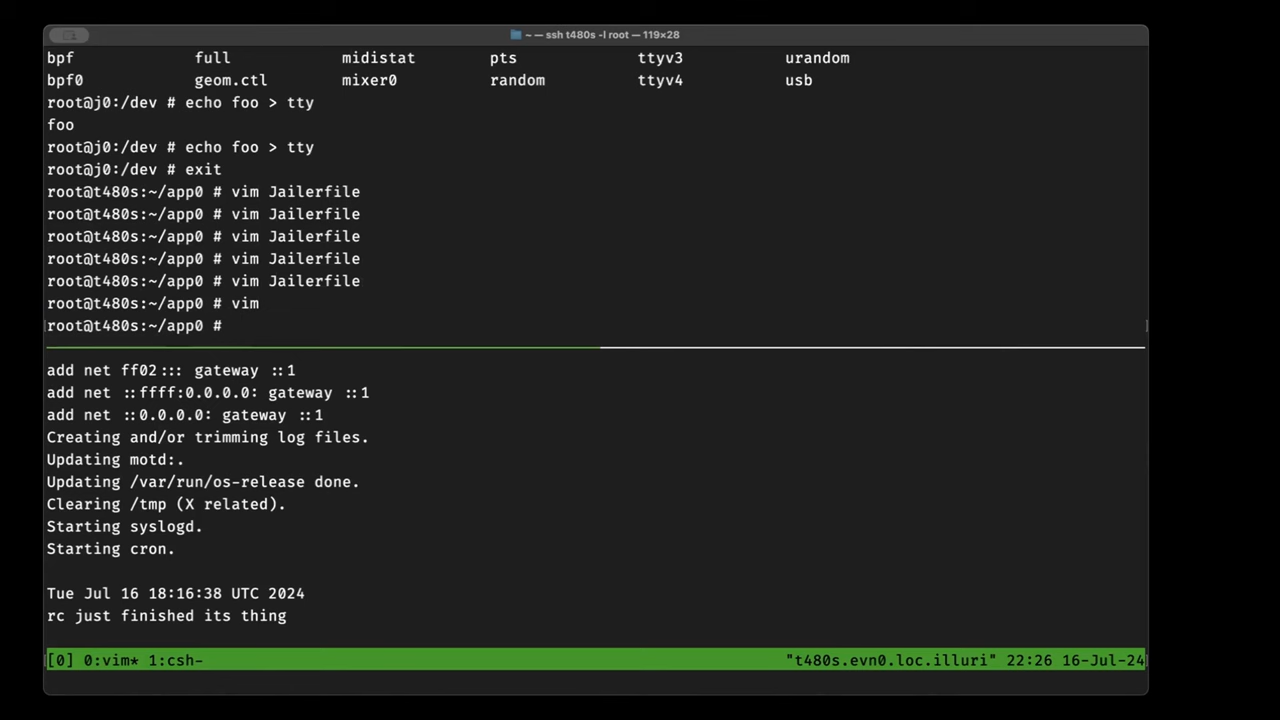 ~ — ssh t480s -l root — 119×28
bpf full midistat pts ttyv3 urandom
bpf0 geom.ctl mixer0 random ttyv4 usb
root@j0:/dev # echo foo > tty
foo
root@j0:/dev # echo foo > tty
root@j0:/dev # exit
root@t480s:~/app0 # vim Jailerfile
root@t480s:~/app0 # vim Jailerfile
root@t480s:~/app0 # vim Jailerfile
root@t480s:~/app0 # vim Jailerfile
root@t480s:~/app0 # vim Jailerfile
root@t480s:~/app0 # vim
root@t480s:~/app0 #
add net ff02::: gateway ::1
add net ::ffff:0.0.0.0: gateway ::1
add net ::0.0.0.0: gateway ::1
Creating and/or trimming log files.
Updating motd:.
Updating /var/run/os-release done.
Clearing /tmp (X related).
Starting syslogd.
Starting cron.
Tue Jul 16 18:16:38 UTC 2024
rc just finished its thing
[0] 0:vim* 1:csh- "t480s.evn0.loc.illuri" 22:26 16-Jul-24